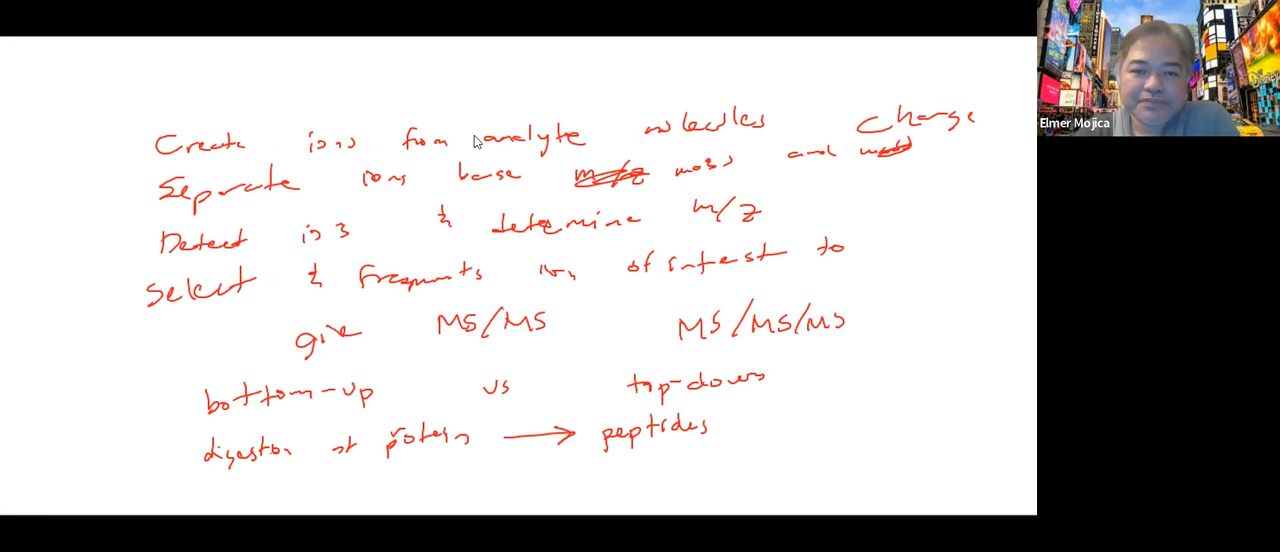 Create ions from analyte molecules
Separate ions base mass and charge
Detect ions & determine m/z
Select & fragments ion of interest to
give MS/MS MS/MS/MS
bottom-up vs top-down
digestion of protein → peptides
Elmer Mojica